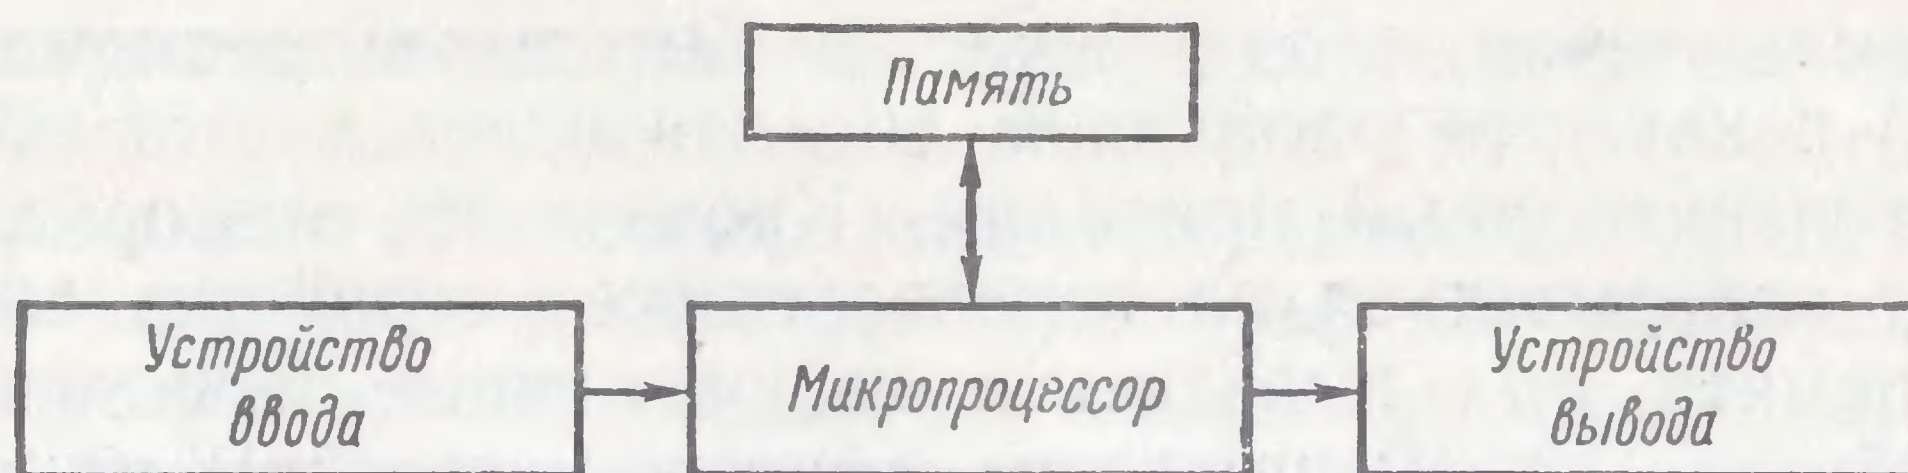 Память
Устройство
ввода
Микропроцессор
Устройство
вывода